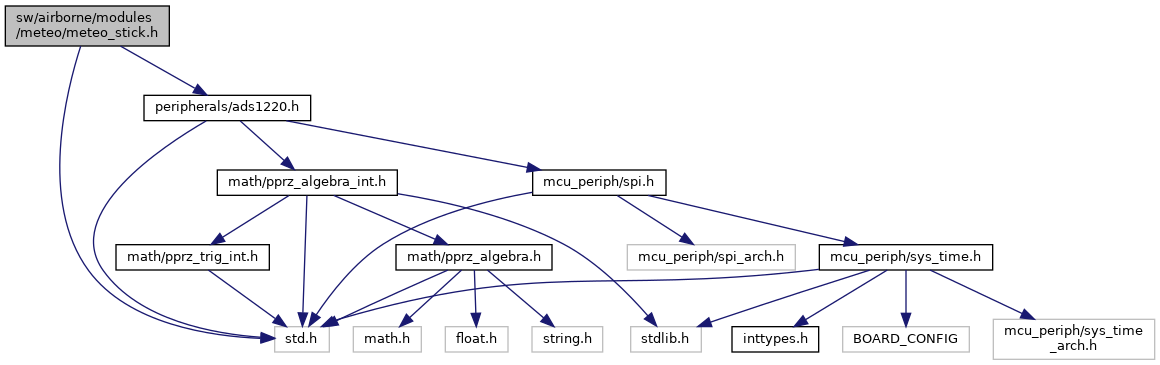 sw/airborne/modules
/meteo/meteo_stick.h
peripherals/ads1220.h
math/pprz_algebra_int.h
mcu_periph/spi.h
math/pprz_trig_int.h
math/pprz_algebra.h
mcu_periph/spi_arch.h
mcu_periph/sys_time.h
std.h
math.h
float.h
string.h
stdlib.h
inttypes.h
BOARD_CONFIG
mcu_periph/sys_time
_arch.h